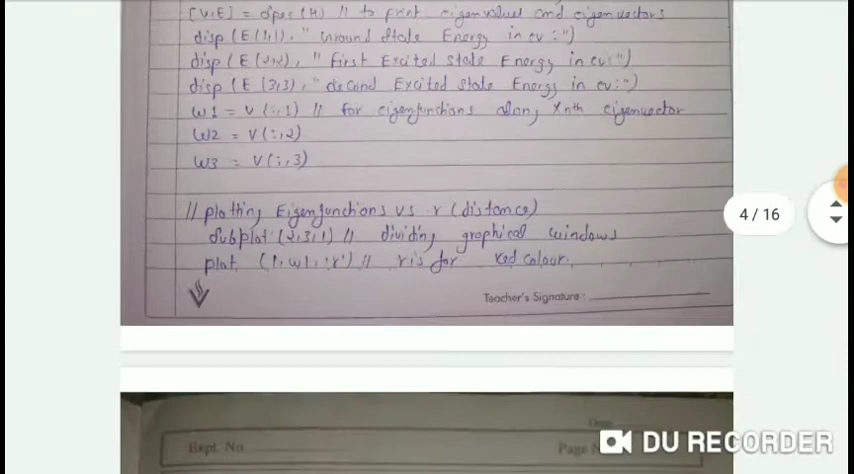 [V,E] = spec(H) // to print eigenvalues and eigenvectors
disp (E(1,1), "Ground State Energy in ev :")
disp (E(2,2), "first Excited state Energy in ev:")
disp (E(3,3), "second Excited state Energy in ev:")
W1 = V(:,1) // for eigenfunctions along xnth eigenvector
W2 = V(:,2)
W3 = V(:,3)
// plotting Eigenfunctions vs r (distance)
subplot (2,3,1) // dividing graphical windows
plot (r,w1,'r') // r is for red colour.
Teacher's Signature :
4 / 16
Date
Expt. No.
Page N
DU RECORDER